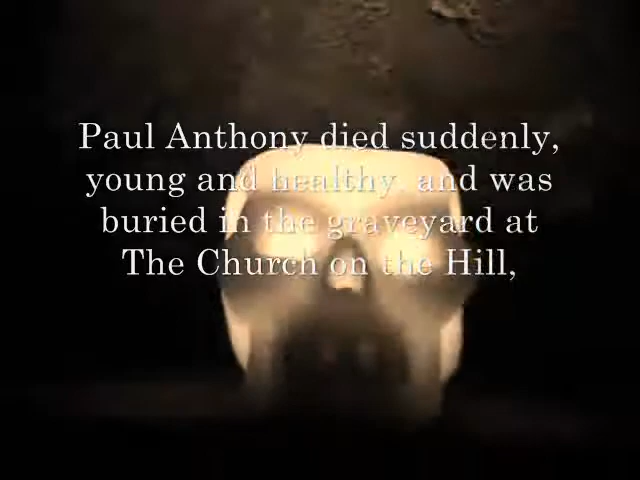 Paul Anthony died suddenly,
young and healthy, and was
buried in the graveyard at
The Church on the Hill,